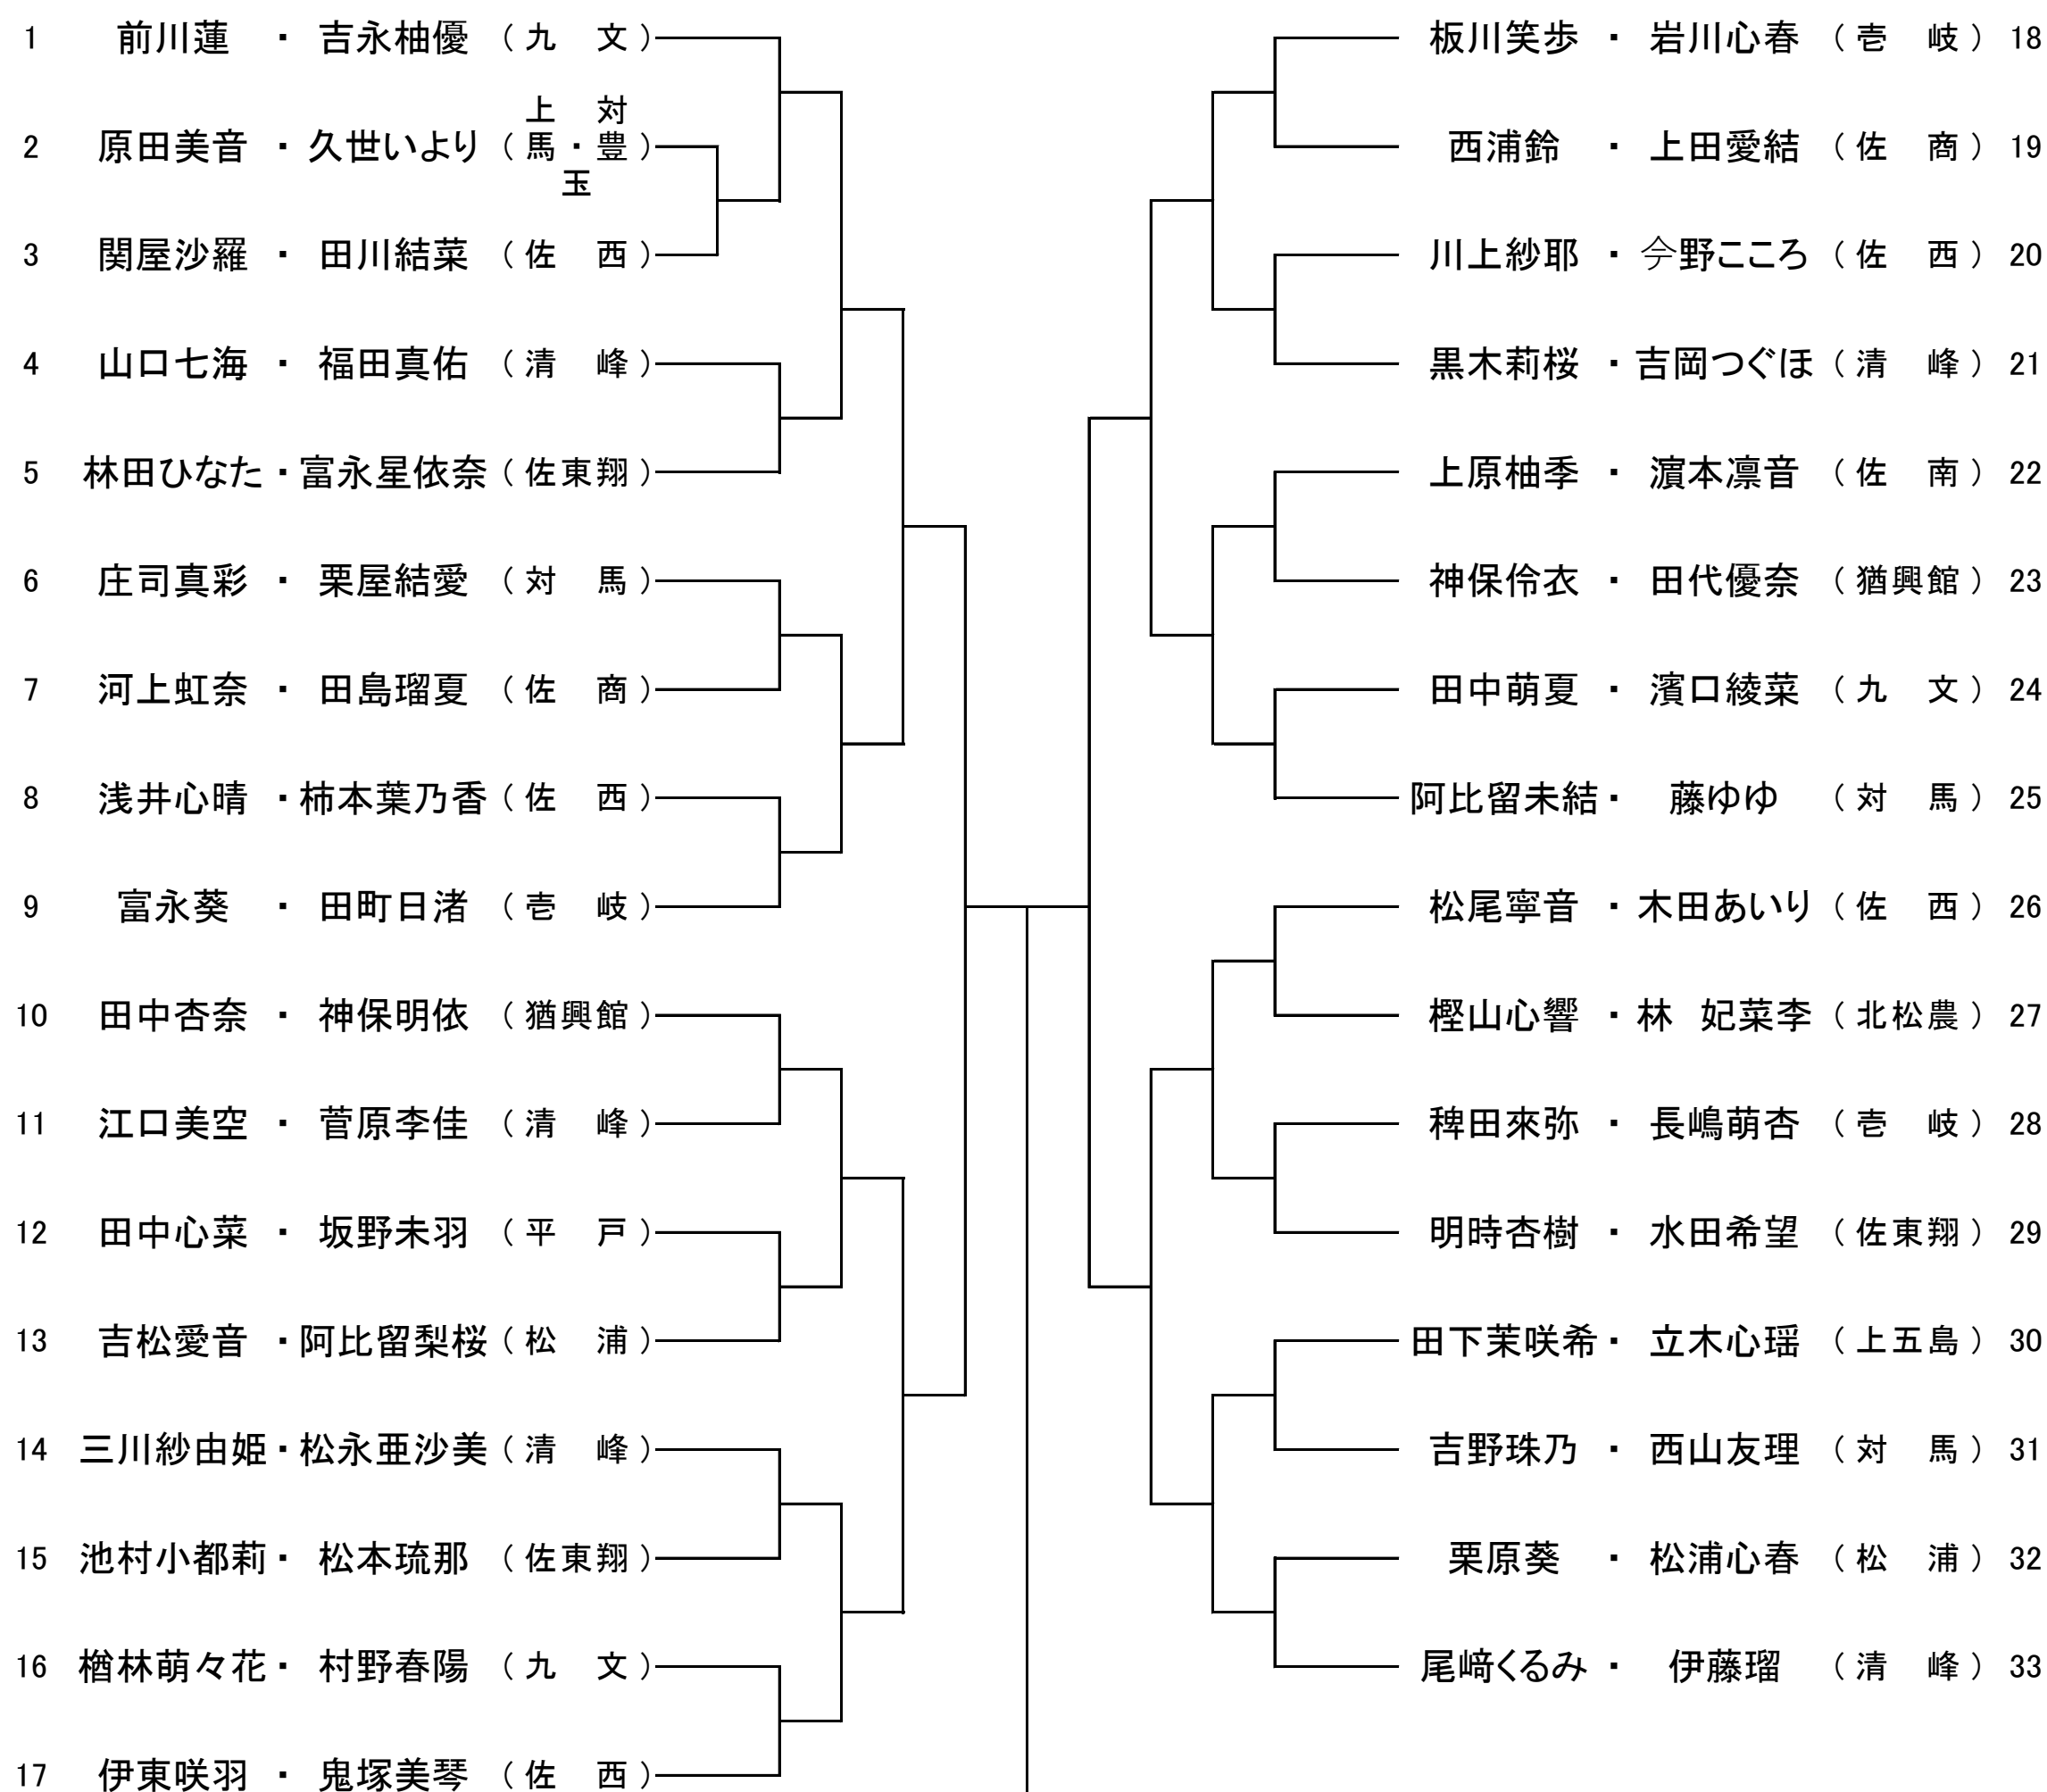 1 前川蓮 ・ 吉永柚優 （九 文）
2 原田美音 ・ 久世いより （上 対馬・豊玉）
3 関屋沙羅 ・ 田川結菜 （佐 西）
4 山口七海 ・ 福田真佑 （清 峰）
5 林田ひなた ・ 富永星依奈 （佐東翔）
6 庄司真彩 ・ 栗屋結愛 （対 馬）
7 河上虹奈 ・ 田島瑠夏 （佐 商）
8 浅井心晴 ・ 柿本葉乃香 （佐 西）
9 富永葵 ・ 田町日渚 （壱 岐）
10 田中杏奈 ・ 神保明依 （猶興館）
11 江口美空 ・ 菅原李佳 （清 峰）
12 田中心菜 ・ 坂野未羽 （平 戸）
13 吉松愛音 ・ 阿比留梨桜 （松 浦）
14 三川紗由姫 ・ 松永亜沙美 （清 峰）
15 池村小都莉 ・ 松本琉那 （佐東翔）
16 楢林萌々花 ・ 村野春陽 （九 文）
17 伊東咲羽 ・ 鬼塚美琴 （佐 西）
板川笑歩 ・ 岩川心春 （壱 岐） 18
西浦鈴 ・ 上田愛結 （佐 商） 19
川上紗耶 ・ 亽野こころ （佐 西） 20
黒木莉桜 ・ 吉岡つぐほ （清 峰） 21
上原柚季 ・ 濵本凛音 （佐 南） 22
神保伶衣 ・ 田代優奈 （猶興館） 23
田中萌夏 ・ 濱口綾菜 （九 文） 24
阿比留未結 ・ 藤ゆゆ （対 馬） 25
松尾寧音 ・ 木田あいり （佐 西） 26
樫山心響 ・ 林 妃菜李 （北松農） 27
稗田來弥 ・ 長嶋萌杏 （壱 岐） 28
明時杏樹 ・ 水田希望 （佐東翔） 29
田下茉咲希 ・ 立木心瑶 （上五島） 30
吉野珠乃 ・ 西山友理 （対 馬） 31
栗原葵 ・ 松浦心春 （松 浦） 32
尾﨑くるみ ・ 伊藤瑠 （清 峰） 33